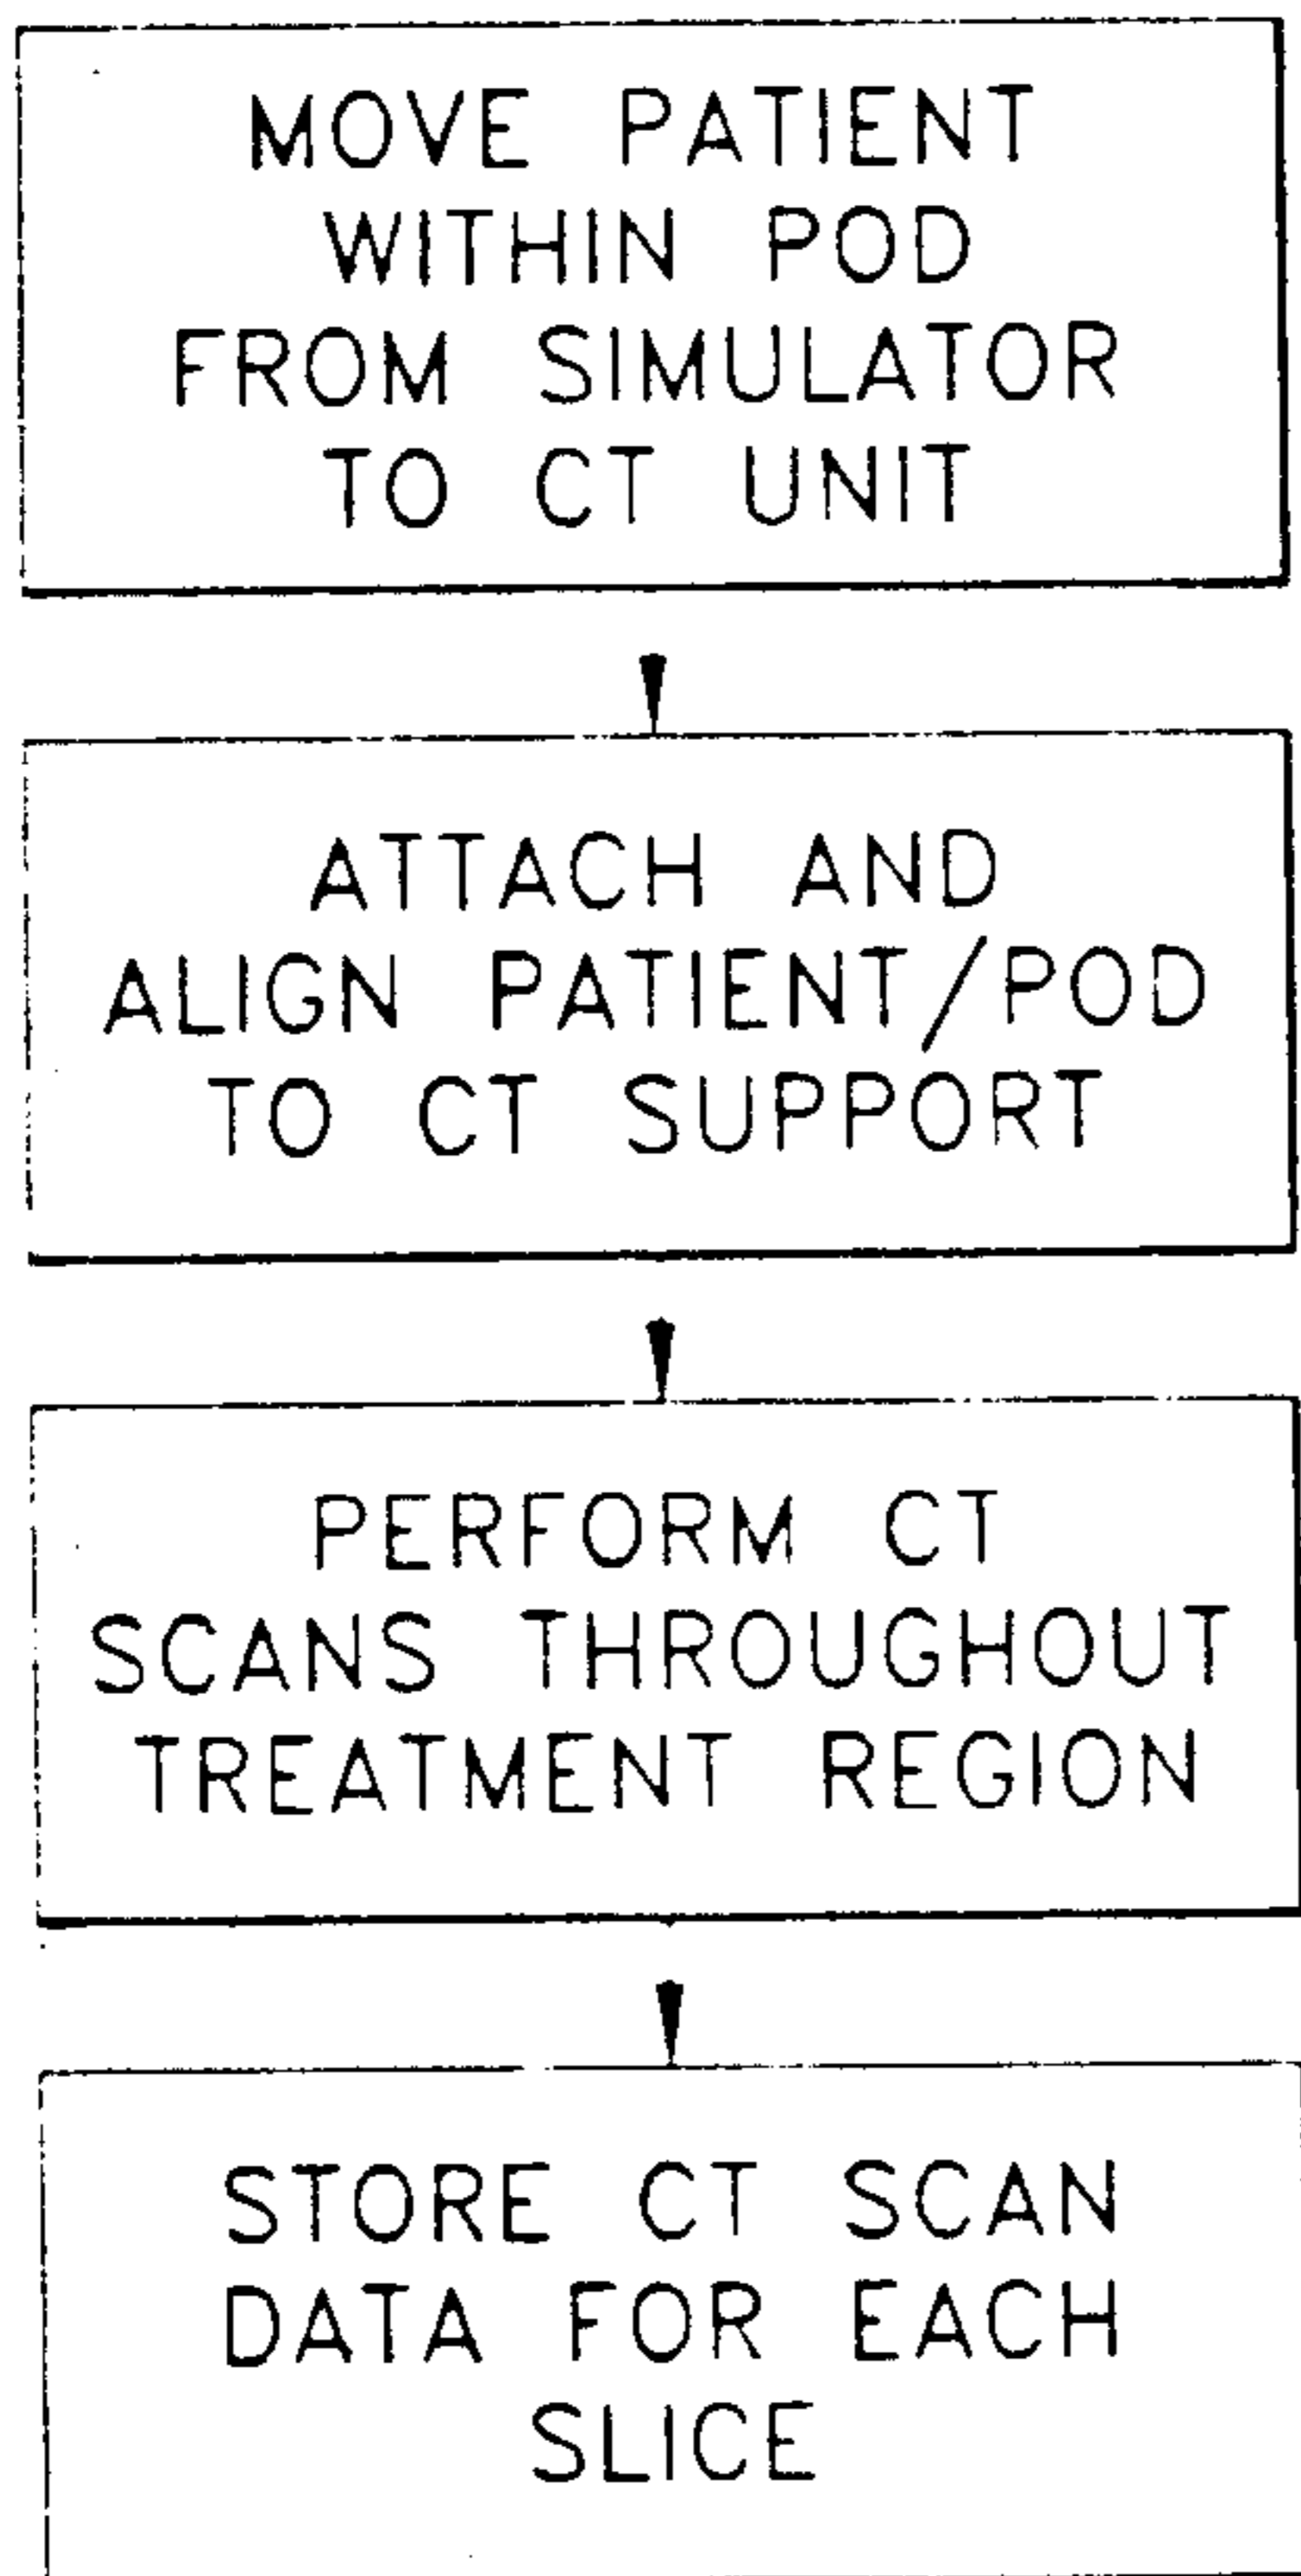 MOVE PATIENT
WITHIN POD
FROM SIMULATOR
TO CT UNIT
ATTACH AND
ALIGN PATIENT/POD
TO CT SUPPORT
PERFORM CT
SCANS THROUGHOUT
TREATMENT REGION
STORE CT SCAN
DATA FOR EACH
SLICE